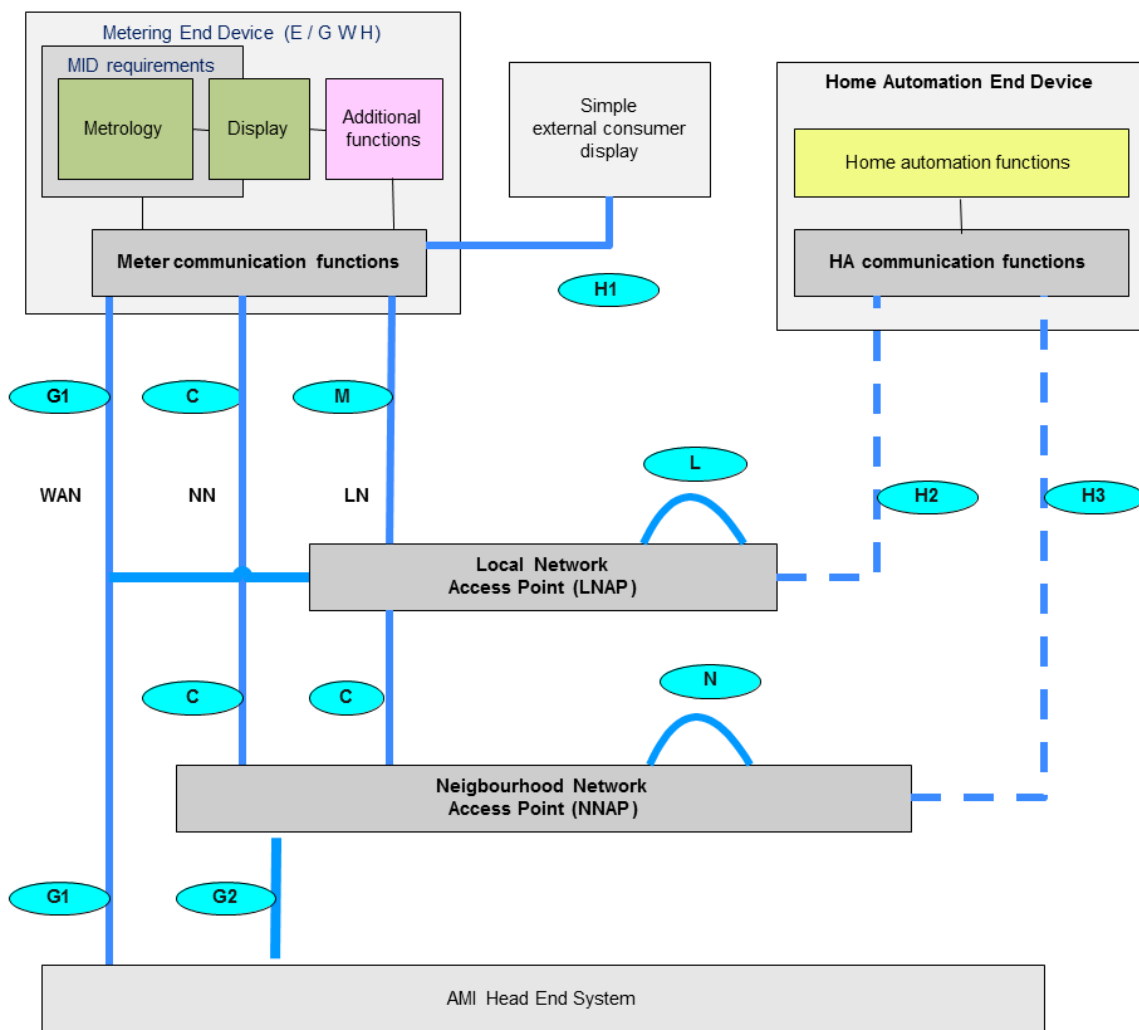 Metering End Device (E / G W H)
MID requirements
Metrology
Display
Additional
functions
Meter communication functions
Simple
external consumer
display
H1
Home Automation End Device
Home automation functions
HA communication functions
G1
C
M
WAN
NN
LN
L
H2
H3
Local Network
Access Point (LNAP)
C
C
N
Neigbourhood Network
Access Point (NNAP)
G1
G2
AMI Head End System